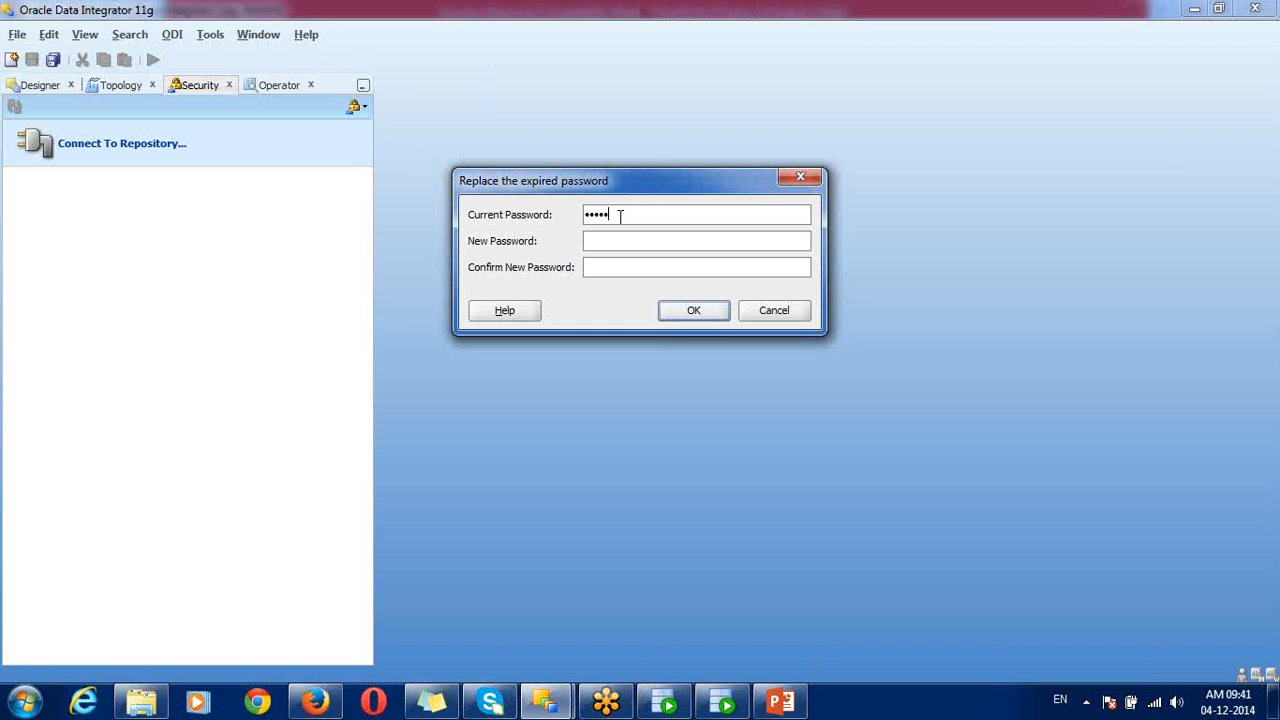 Oracle Data Integrator 11g
File Edit View Search ODI Tools Window Help
Designer Topology Security Operator
Connect To Repository...
Replace the expired password
Current Password: •••••
New Password:
Confirm New Password:
Help OK Cancel
EN
AM 09:41
04-12-2014